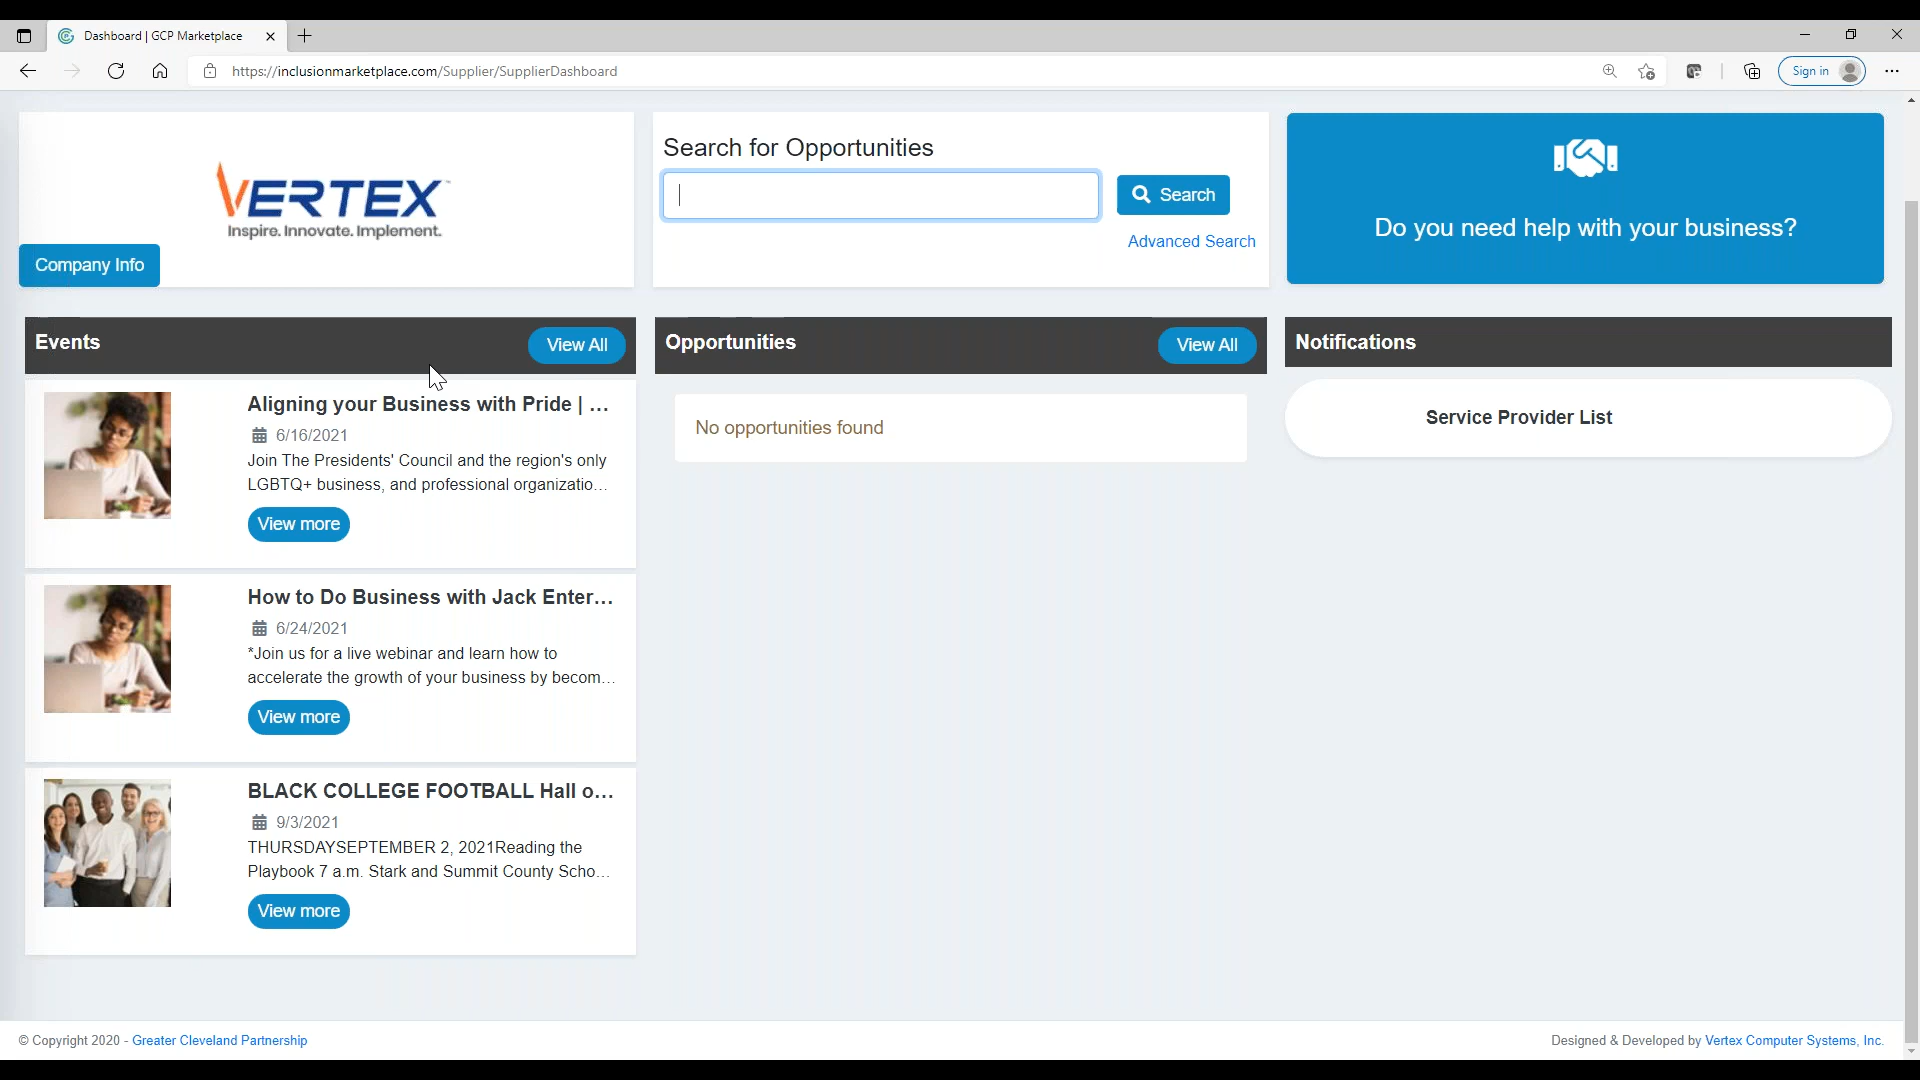 Dashboard | GCP Marketplace
https://inclusionmarketplace.com/Supplier/SupplierDashboard
Sign in
VERTEX
Inspire. Innovate. Implement.
Company Info
Search for Opportunities
Search
Advanced Search
Do you need help with your business?
Events
View All
Aligning your Business with Pride | ...
6/16/2021
Join The Presidents' Council and the region's only
LGBTQ+ business, and professional organizatio...
View more
How to Do Business with Jack Enter...
6/24/2021
*Join us for a live webinar and learn how to
accelerate the growth of your business by becom...
View more
BLACK COLLEGE FOOTBALL Hall o...
9/3/2021
THURSDAYSEPTEMBER 2, 2021Reading the
Playbook 7 a.m. Stark and Summit County Scho...
View more
Opportunities
View All
No opportunities found
Notifications
Service Provider List
© Copyright 2020 - Greater Cleveland Partnership
Designed & Developed by Vertex Computer Systems, Inc.